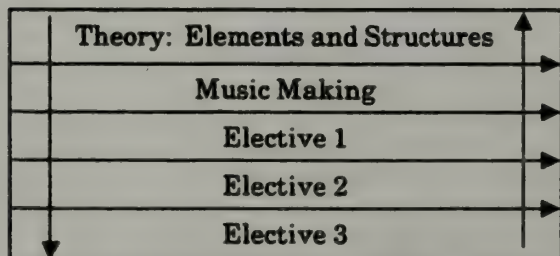 Theory: Elements and Structures
Music Making
Elective 1
Elective 2
Elective 3